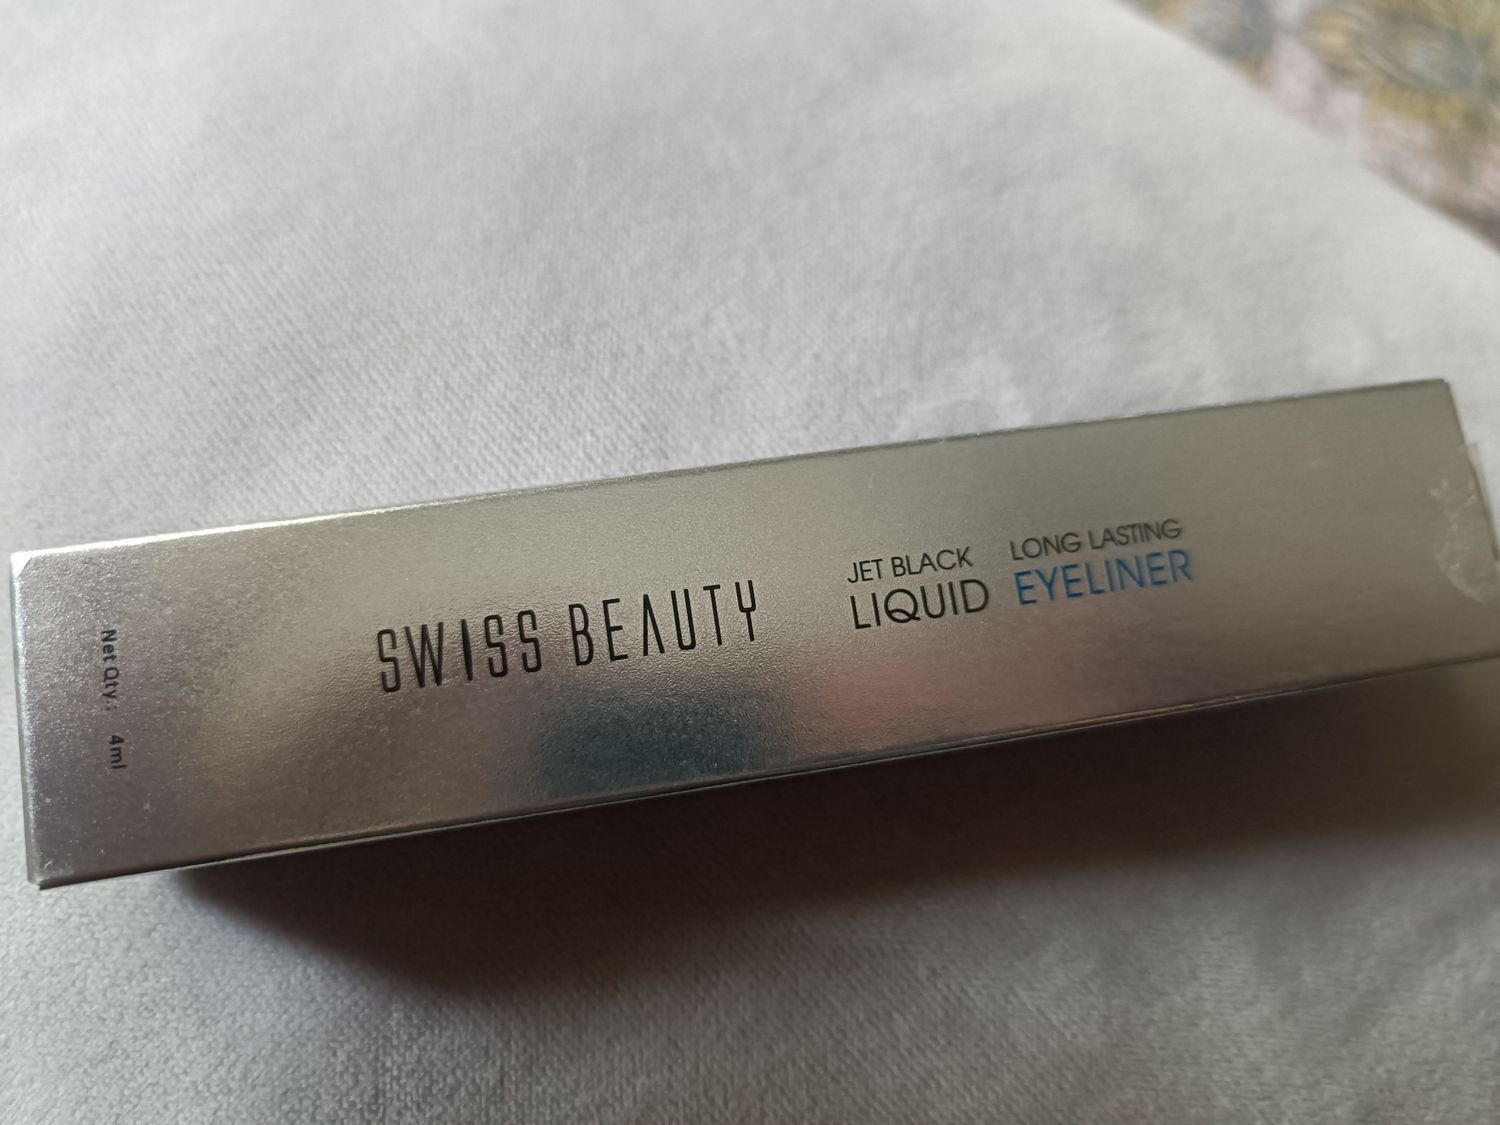 SWISS BEAUTY
JET BLACK
LIQUID
LONG LASTING
EYELINER
Net Qty.: 4ml